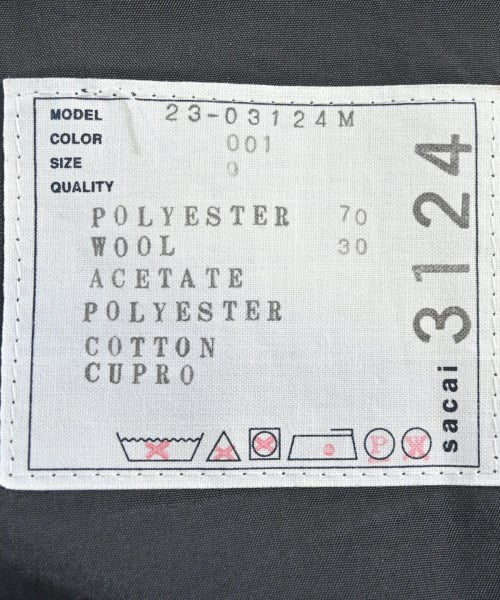 MODEL 23-03124M
COLOR 001
SIZE 0
QUALITY
POLYESTER 70
WOOL 30
ACETATE
POLYESTER
COTTON
CUPRO
P W
sacai 3124